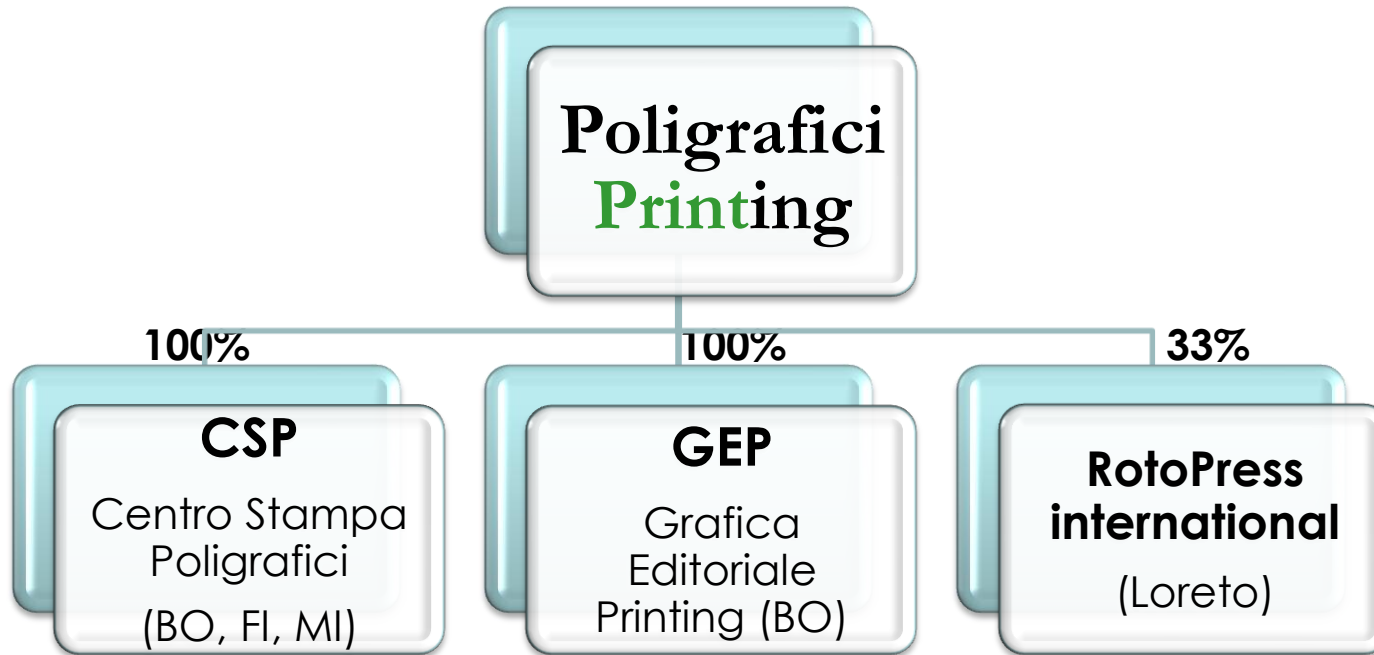 Poligrafici
Printing
100%
100%
33%
CSP
Centro Stampa
Poligrafici
(BO, FI, MI)
GEP
Grafica
Editoriale
Printing (BO)
RotoPress
international
(Loreto)